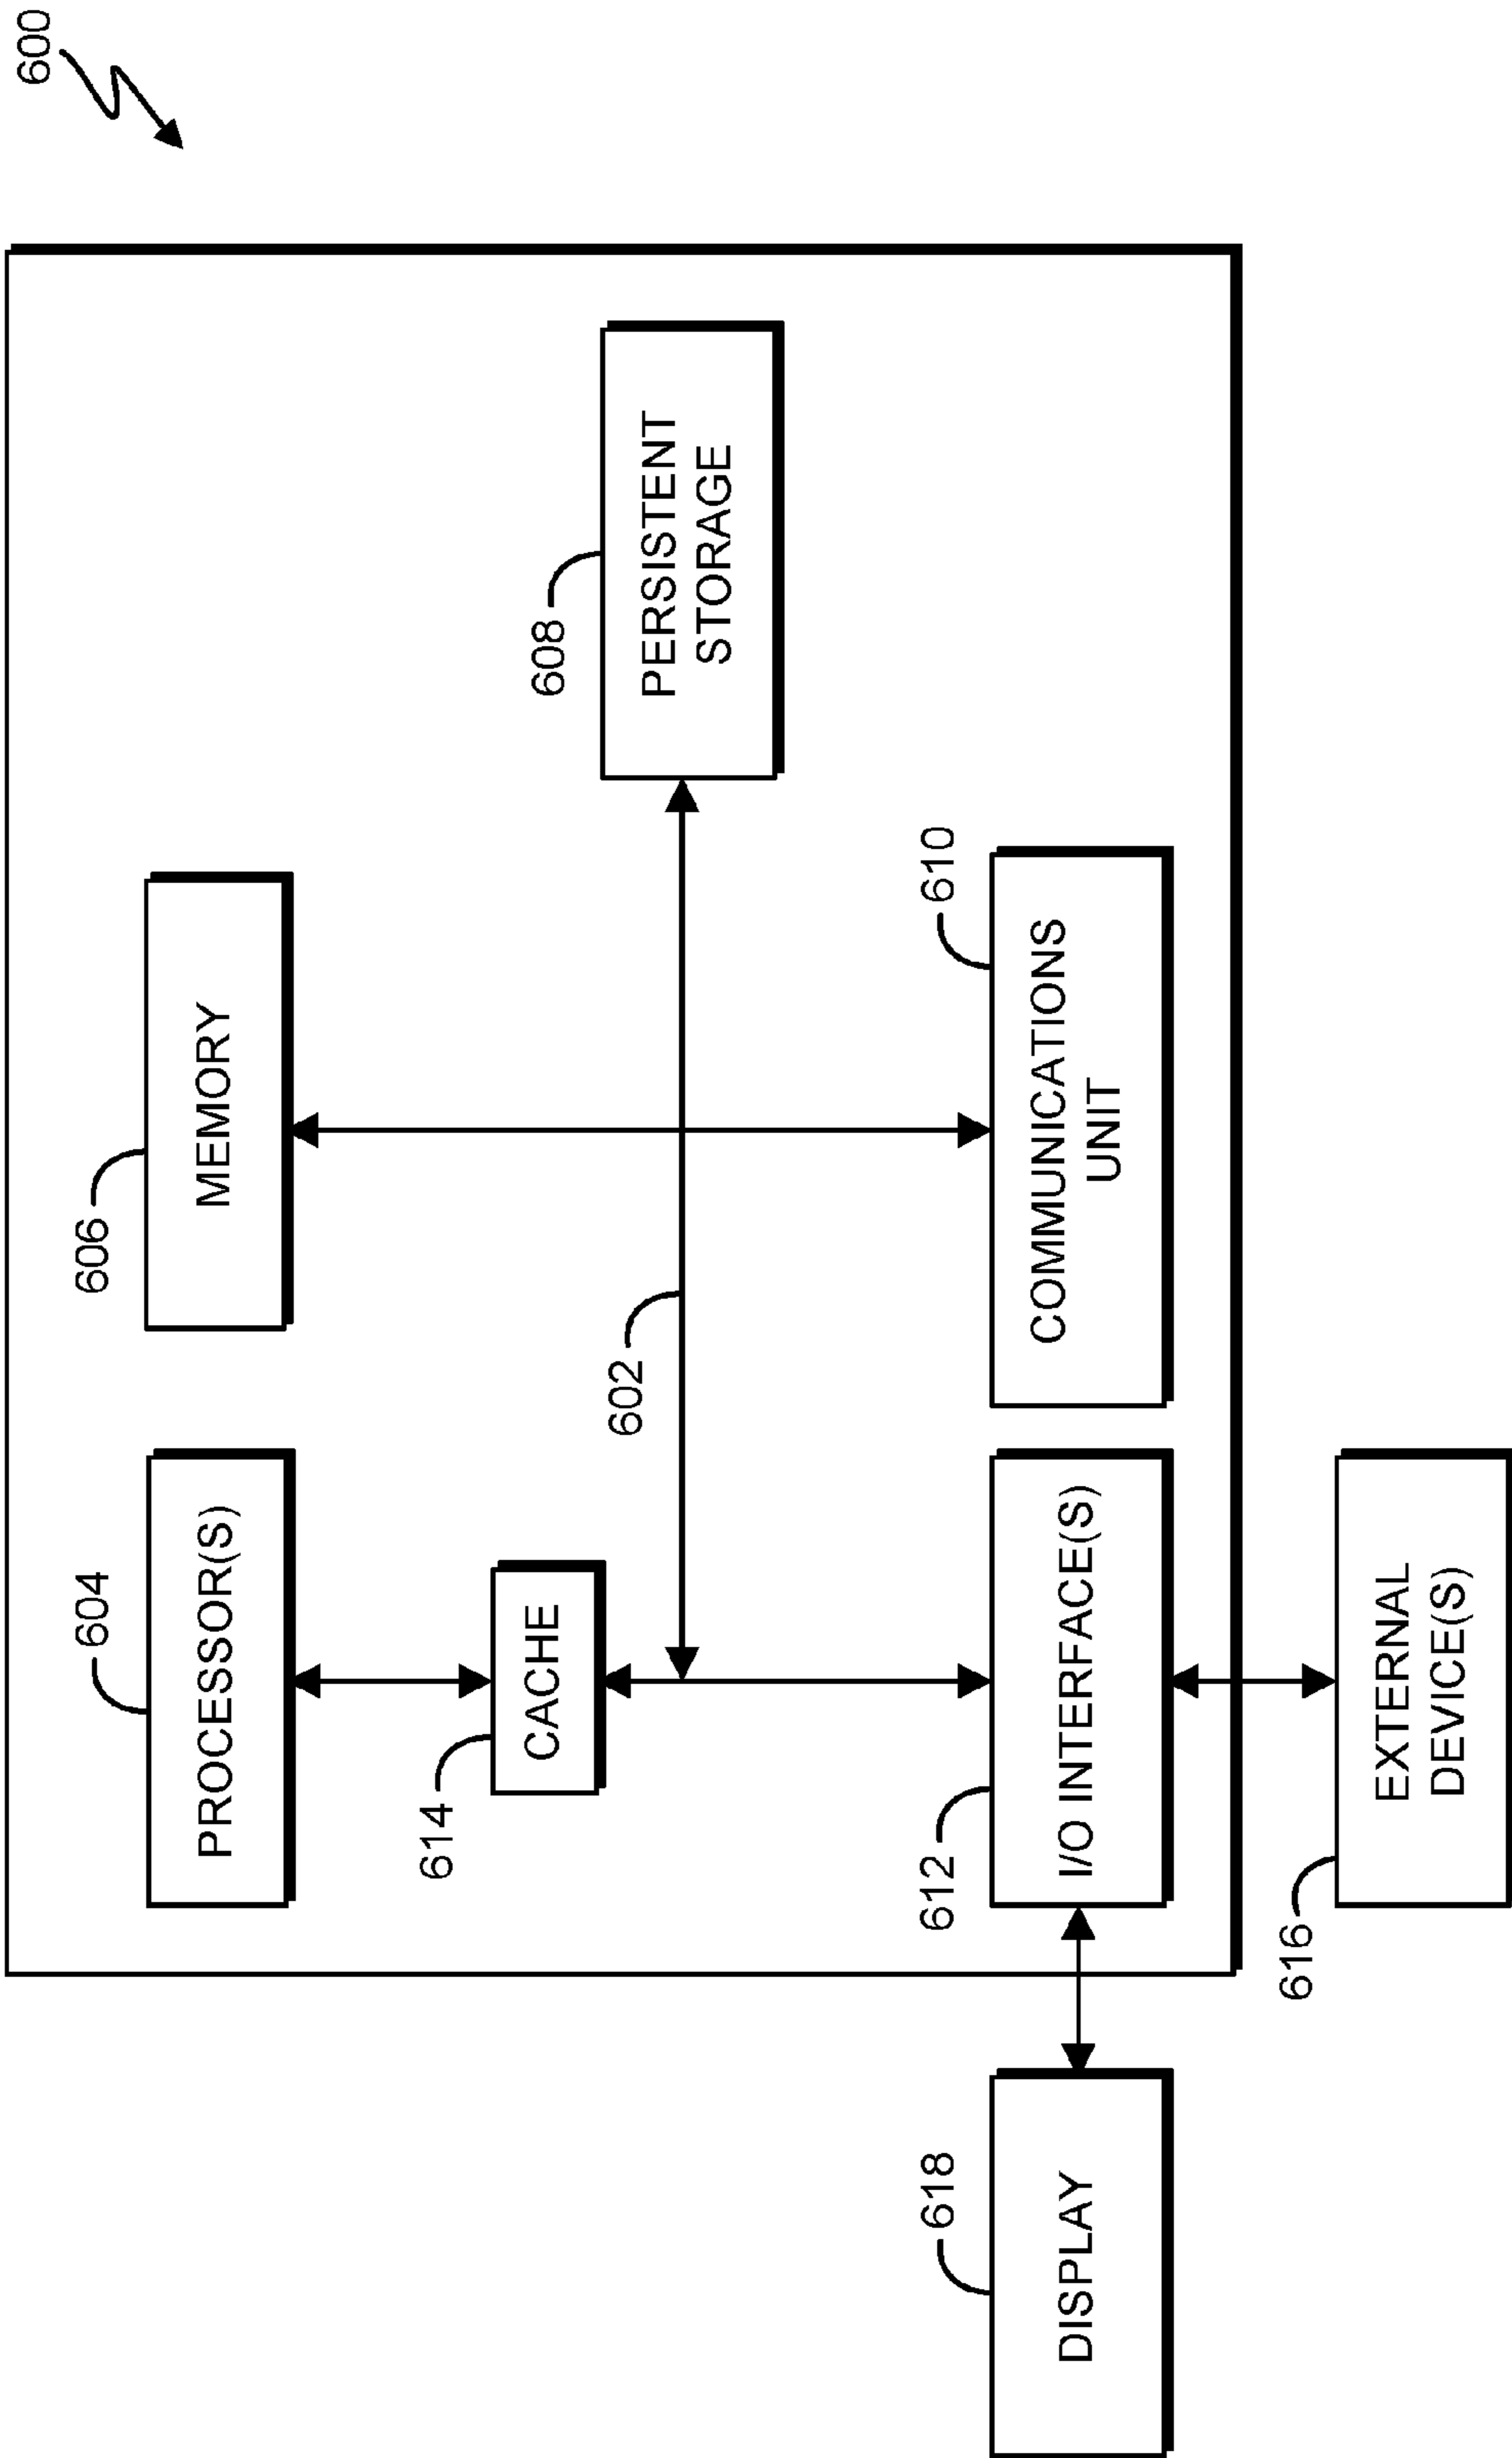 600
606
MEMORY
608
PERSISTENT
STORAGE
604
PROCESSOR(S)
614
CACHE
602
610
COMMUNICATIONS
UNIT
612
I/O INTERFACE(S)
618
DISPLAY
616
EXTERNAL
DEVICE(S)